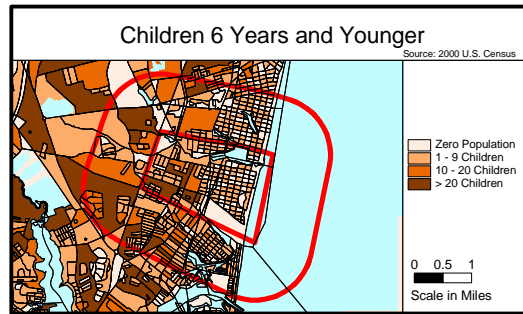 Children 6 Years and Younger
Source: 2000 U.S. Census
Zero Population
1 - 9 Children
10 - 20 Children
> 20 Children
0 0.5 1
Scale in Miles